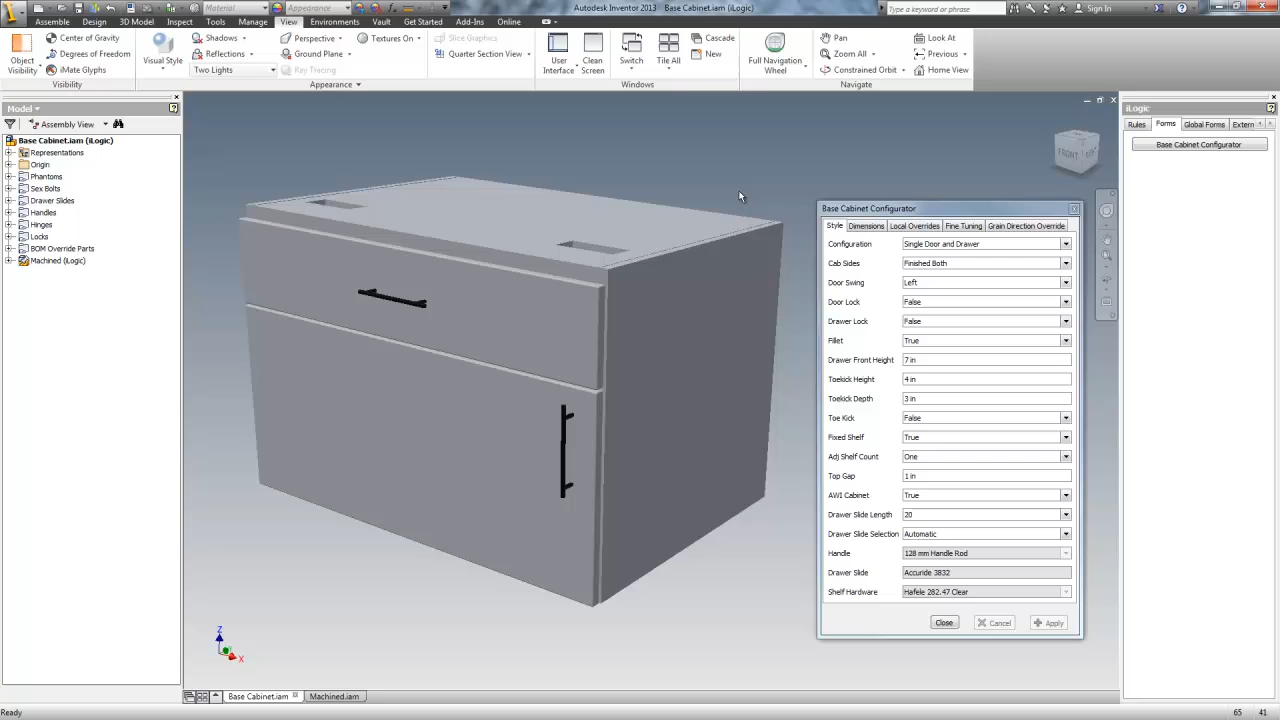 Material
Appearance
Autodesk Inventor 2013   Base Cabinet.iam (iLogic)
Type a keyword or phrase
Sign In
Assemble Design 3D Model Inspect Tools Manage View Environments Vault Get Started Add-Ins Online
Object Visibility
Center of Gravity
Degrees of Freedom
iMate Glyphs
Visibility
Visual Style
Shadows
Reflections
Two Lights
Perspective
Ground Plane
Ray Tracing
Textures On
Appearance
Slice Graphics
Quarter Section View
User Interface
Clean Screen
Switch
Tile All
Cascade
New
Windows
Full Navigation Wheel
Pan
Zoom All
Constrained Orbit
Look At
Previous
Home View
Navigate
Model
Assembly View
Base Cabinet.iam (iLogic)
Representations
Origin
Phantoms
Sex Bolts
Drawer Slides
Handles
Hinges
Locks
BOM Override Parts
Machined (iLogic)
FRONT
Z
X
iLogic
Rules Forms Global Forms Extern
Base Cabinet Configurator
Base Cabinet Configurator
Style Dimensions Local Overrides Fine Tuning Grain Direction Override
Configuration Single Door and Drawer
Cab Sides Finished Both
Door Swing Left
Door Lock False
Drawer Lock False
Fillet True
Drawer Front Height 7 in
Toekick Height 4 in
Toekick Depth 3 in
Toe Kick False
Fixed Shelf True
Adj Shelf Count One
Top Gap 1 in
AWI Cabinet True
Drawer Slide Length 20
Drawer Slide Selection Automatic
Handle 128 mm Handle Rod
Drawer Slide Accuride 3832
Shelf Hardware Hafele 282.47 Clear
Close Cancel Apply
Base Cabinet.iam Machined.iam
Ready
65 41